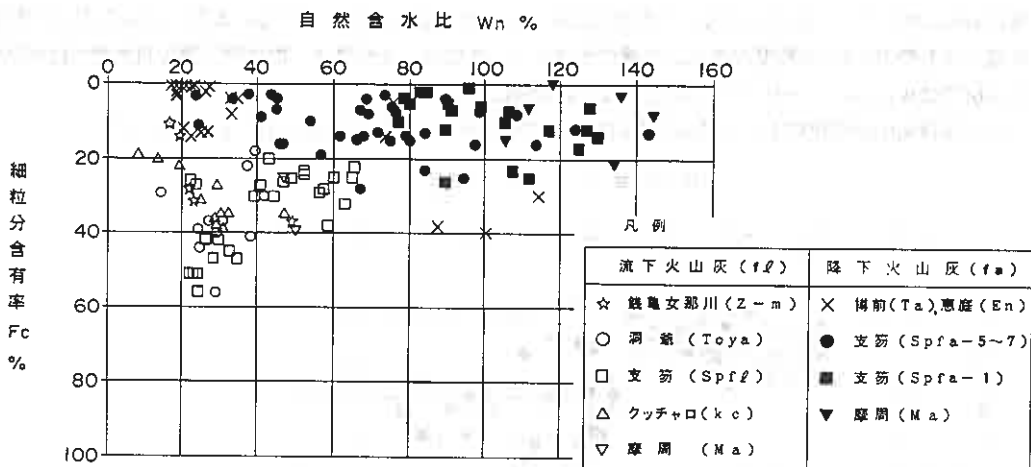 自然含水比 Wn %
0 20 40 60 80 100 120 140 160
0
20
40
60
80
100
細粒分含有率 Fc %
凡例
流下火山灰(fℓ) 降下火山灰(fa)
☆ 銭亀女那川(Z-m) × 樽前(Ta),恵庭(En)
○ 洞爺(Toya) ● 支笏(Spfa-5~7)
□ 支笏(Spfℓ) ■ 支笏(Spfa-1)
△ クッチャロ(kc) ▼ 摩周(Ma)
▽ 摩周(Ma)